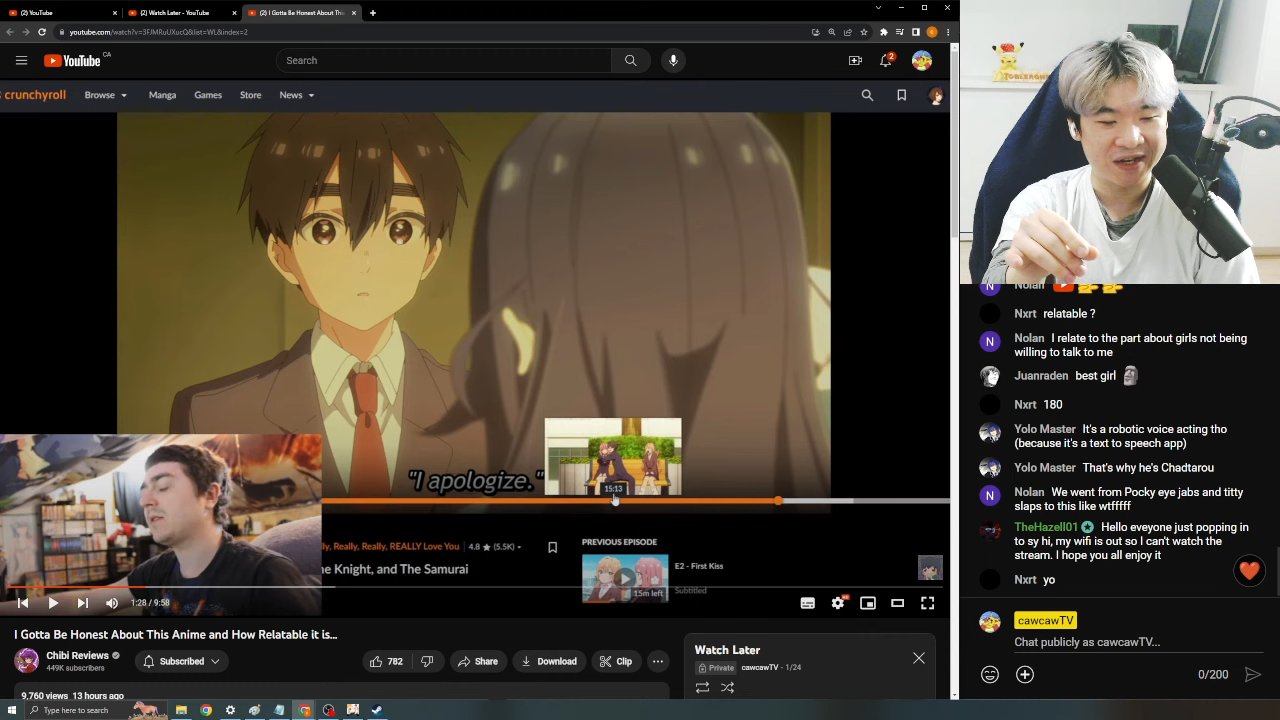 (2) YouTube
(2) Watch Later - YouTube
(2) I Gotta Be Honest About This
youtube.com/watch?v=3FJMRuUXucQ&list=WL&index=2
YouTube CA
Search
2
crunchyroll
Browse
Manga
Games
Store
News
"I apologize."
15:13
lly, Really, Really, REALLY Love You
4.8 ★ (5.5K)
he Knight, and The Samurai
PREVIOUS EPISODE
E2 - First Kiss
Subtitled
15m left
1:28 / 9:58
I Gotta Be Honest About This Anime and How Relatable it is...
Chibi Reviews
449K subscribers
Subscribed
782
Share
Download
Clip
9,760 views 13 hours ago
Watch Later
Private
cawcawTV - 1/24
Type here to search
TOBLERONE
Nolan
Nxrt relatable ?
Nolan I relate to the part about girls not being
willing to talk to me
Juanraden best girl
Nxrt 180
Yolo Master It's a robotic voice acting tho
(because it's a text to speech app)
Yolo Master That's why he's Chadtarou
Nolan We went from Pocky eye jabs and titty
slaps to this like wtfffff
TheHazell01 Hello eveyone just popping in
to sy hi, my wifi is out so I can't watch the
stream. I hope you all enjoy it
Nxrt yo
cawcawTV
Chat publicly as cawcawTV...
0/200